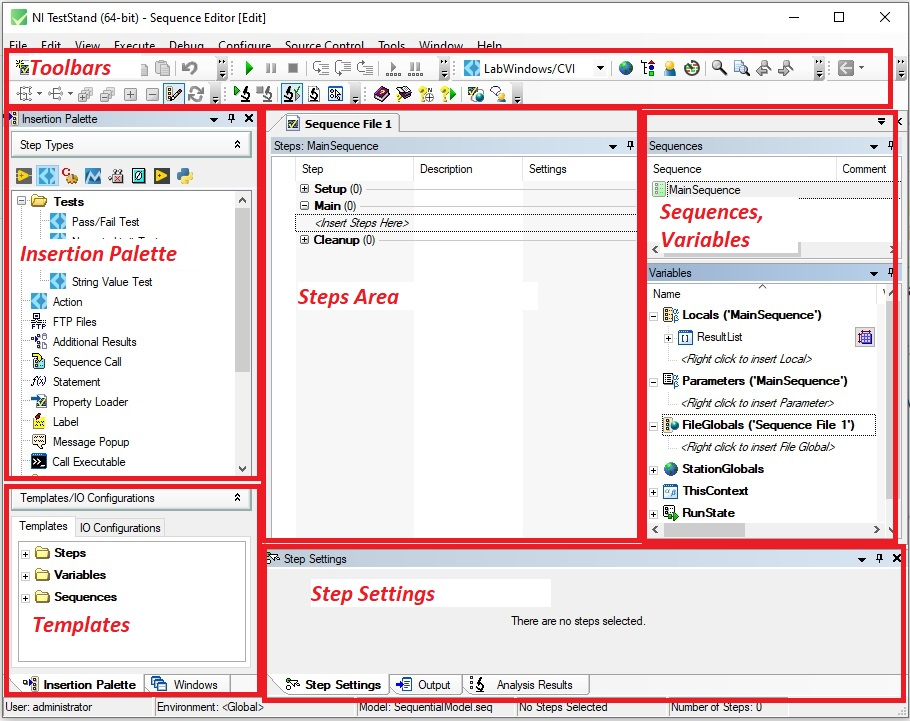 NI TestStand (64-bit) - Sequence Editor [Edit]
File Edit View Execute Debug Configure Source Control Tools Window Help
Toolbars
LabWindows/CVI
Insertion Palette
Step Types
Tests
Pass/Fail Test
Insertion Palette
String Value Test
Action
FTP Files
Additional Results
Sequence Call
Statement
Property Loader
Label
Message Popup
Call Executable
Templates/IO Configurations
Templates
IO Configurations
Steps
Variables
Sequences
Templates
Insertion Palette
Windows
Sequence File 1
Steps: MainSequence
Step Description Settings
Setup (0)
Main (0)
<Insert Steps Here>
Cleanup (0)
Steps Area
Sequences
Sequence Comment
MainSequence
Sequences,
Variables
Variables
Name
Locals ('MainSequence')
ResultList
<Right click to insert Local>
Parameters ('MainSequence')
<Right click to insert Parameter>
FileGlobals ('Sequence File 1')
<Right click to insert File Global>
StationGlobals
ThisContext
RunState
Step Settings
Step Settings
There are no steps selected.
Step Settings
Output
Analysis Results
User: administrator
Environment: <Global>
Model: SequentialModel.seq
No Steps Selected
Number of Steps: 0